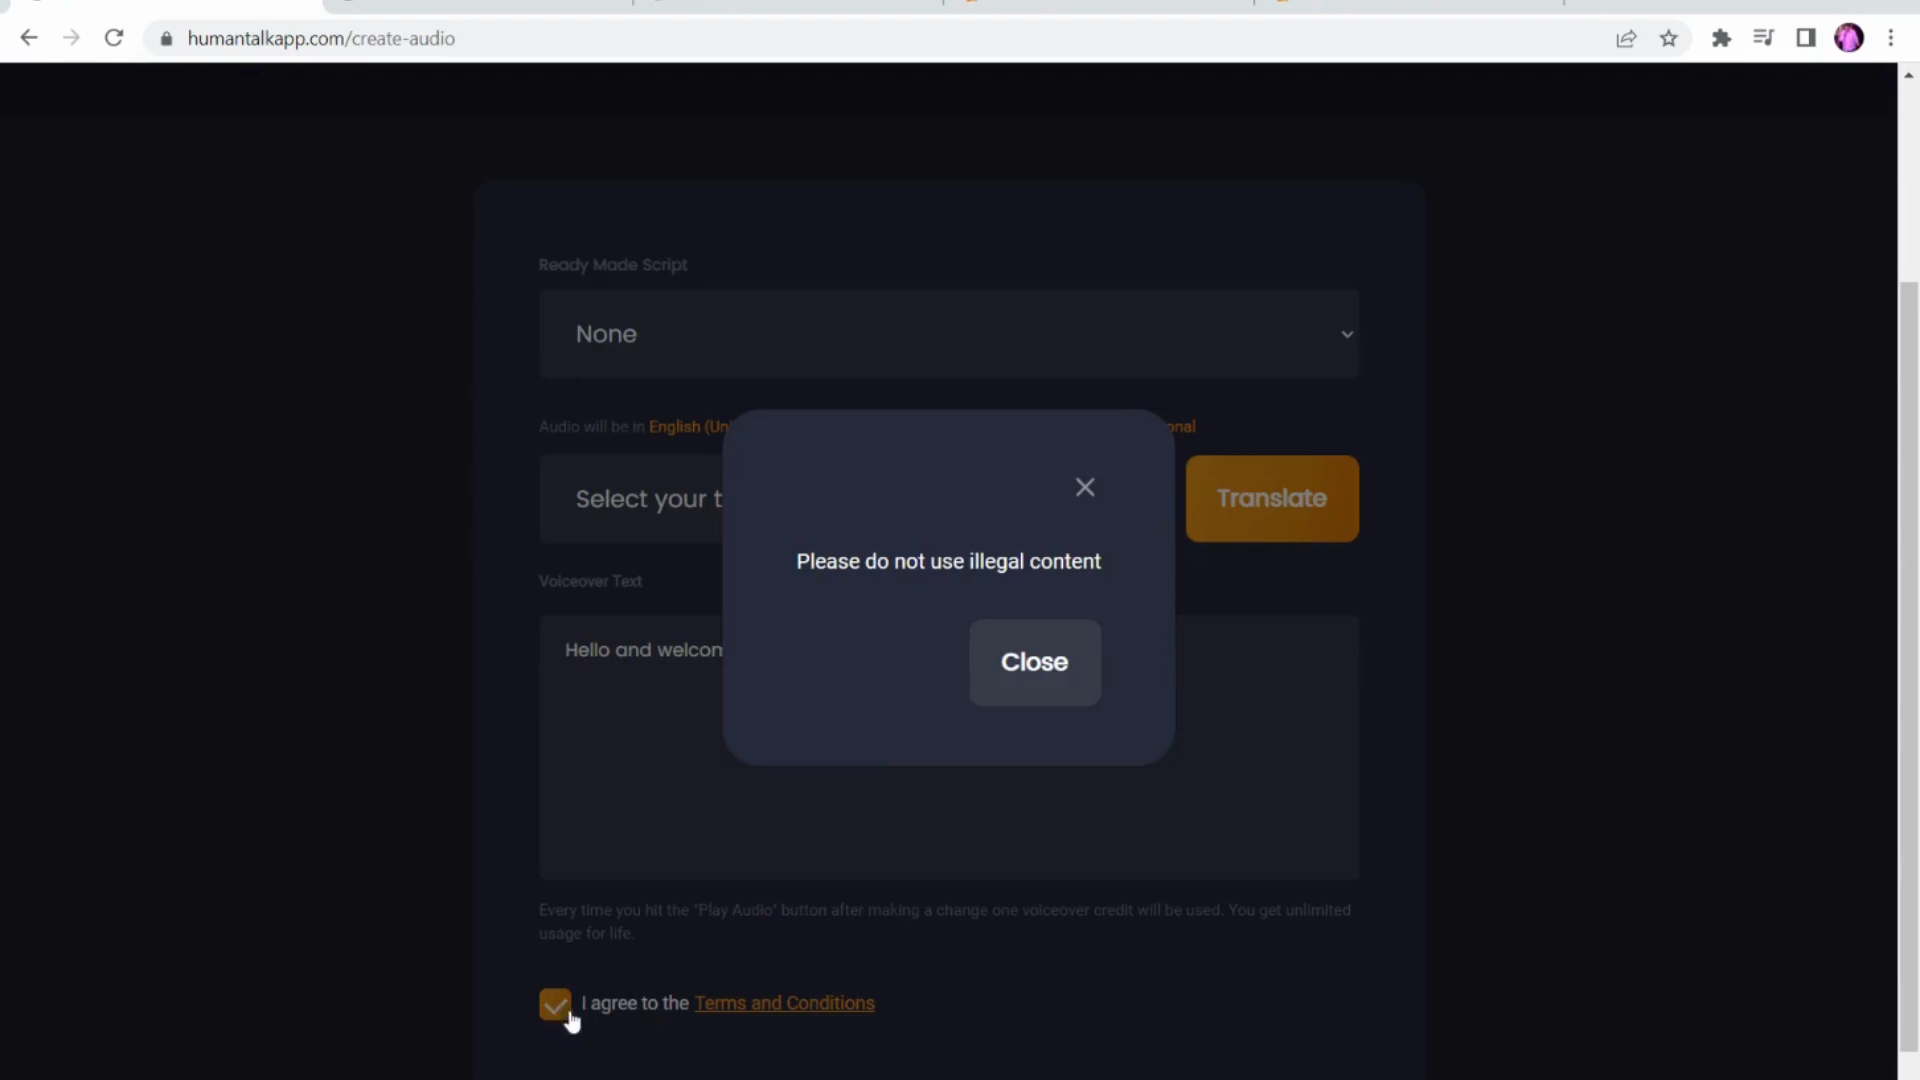 humantalkapp.com/create-audio
Ready Made Script
None
Audio will be in English (Un
Select your t
Translate
Please do not use illegal content
Close
Voiceover Text
Hello and welcom
Every time you hit the "Play Audio" button after making a change one voiceover credit will be used. You get unlimited
usage for life.
I agree to the Terms and Conditions